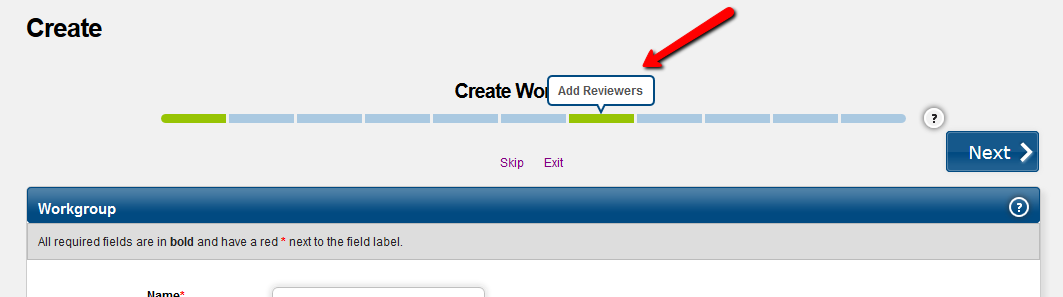 Create
Create Wor
Add Reviewers
?
Next
Skip Exit
Workgroup
?
All required fields are in bold and have a red * next to the field label.
Name*